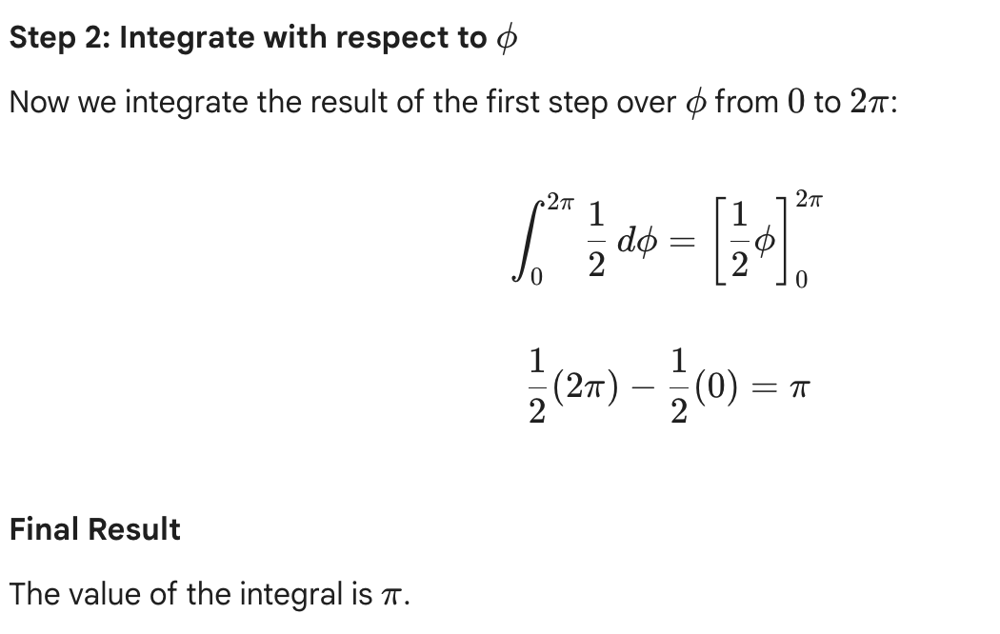 Step 2: Integrate with respect to $\phi$
Now we integrate the result of the first step over $\phi$ from $0$ to $2\pi$:
$\int_0^{2\pi} \frac{1}{2} \, d\phi = \left[ \frac{1}{2} \phi \right]_0^{2\pi}$
$\frac{1}{2}(2\pi) - \frac{1}{2}(0) = \pi$
Final Result
The value of the integral is $\pi$.